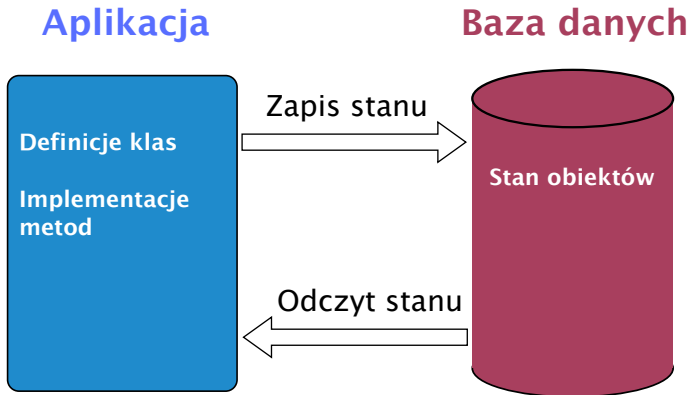 Aplikacja
Baza danych
Zapis stanu
Definicje klas
Stan obiektów
Implementacje
metod
Odczyt stanu